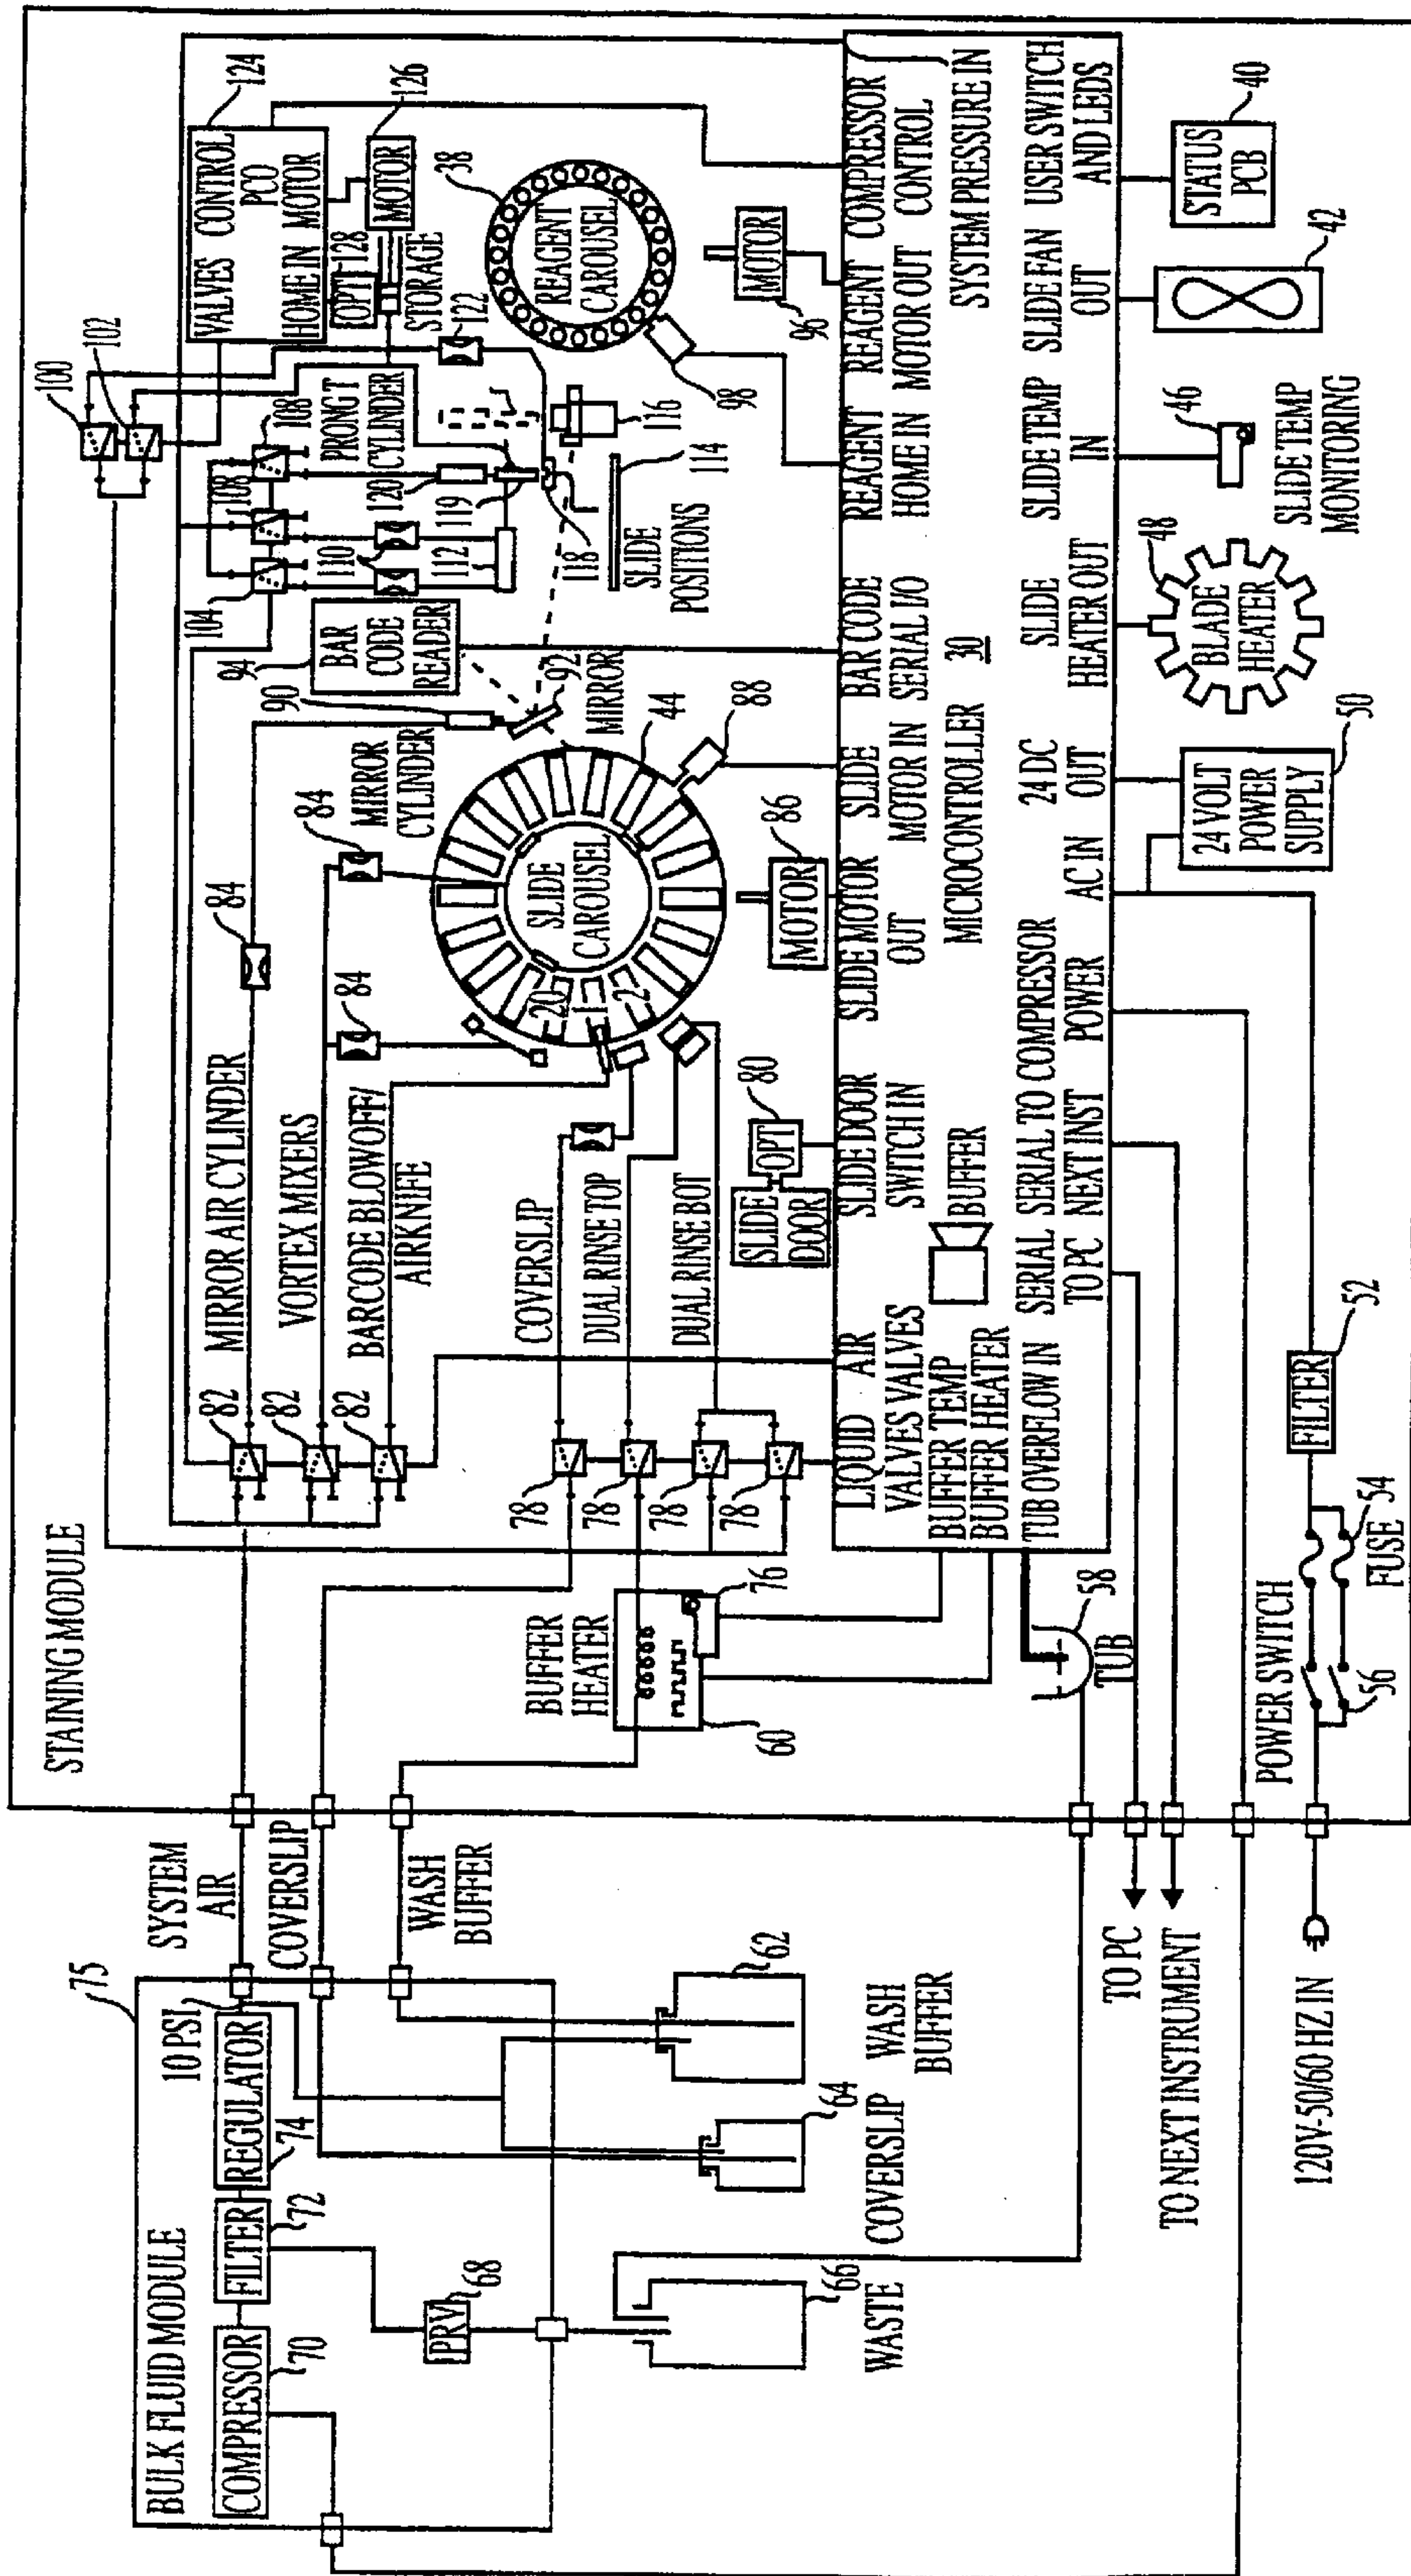 STAINING MODULE
BULK FLUID MODULE
75
COMPRESSOR
70
FILTER
72
REGULATOR
74
10 PSI
PRV
68
SYSTEM
AIR
COVERSLIP
WASH
BUFFER
62
WASH
BUFFER
64
COVERSLIP
66
WASTE
TO PC
TO NEXT INSTRUMENT
120V-50/60 HZ IN
POWER SWITCH
56
54
FUSE
FILTER
52
TUB
58
BUFFER
HEATER
60
76
78
78
78
78
82
82
82
MIRROR AIR CYLINDER
VORTEX MIXERS
BARCODE BLOWOFF/
AIRKNIFE
COVERSLIP
DUAL RINSE TOP
DUAL RINSE BOT
84
84
84
MIRROR
CYLINDER
SLIDE
CAROUSEL
20
1
2
44
88
90
92
MIRROR
94
BAR
CODE
READER
SLIDE
DOOR
OPT
80
MOTOR
86
100
102
104
108
108
110
112
PRONG T
CYLINDER
120
119
118
SLIDE
POSITIONS
114
116
122
VALVES CONTROL
PCO
HOME IN MOTOR
124
MOTOR
126
OPTI
128
STORAGE
REAGENT
CAROUSEL
38
98
MOTOR
96
LIQUID AIR
VALVES VALVES
BUFFER TEMP
BUFFER HEATER
TUB OVERFLOW IN
BUFFER
SLIDE DOOR
SWITCH IN
SLIDE MOTOR
OUT
SLIDE
MOTOR IN
BAR CODE
SERIAL I/O
MICROCONTROLLER 30
REAGENT
HOME IN
REAGENT
MOTOR OUT
COMPRESSOR
CONTROL
SYSTEM PRESSURE IN
SERIAL
TO PC
SERIAL TO
NEXT INST
COMPRESSOR
POWER
AC IN
24 DC
OUT
SLIDE
HEATER OUT
SLIDE TEMP
IN
SLIDE FAN
OUT
USER SWITCH
AND LEDS
24 VOLT
POWER
SUPPLY
50
BLADE
HEATER
48
46
SLIDE TEMP
MONITORING
42
STATUS
PCB
40